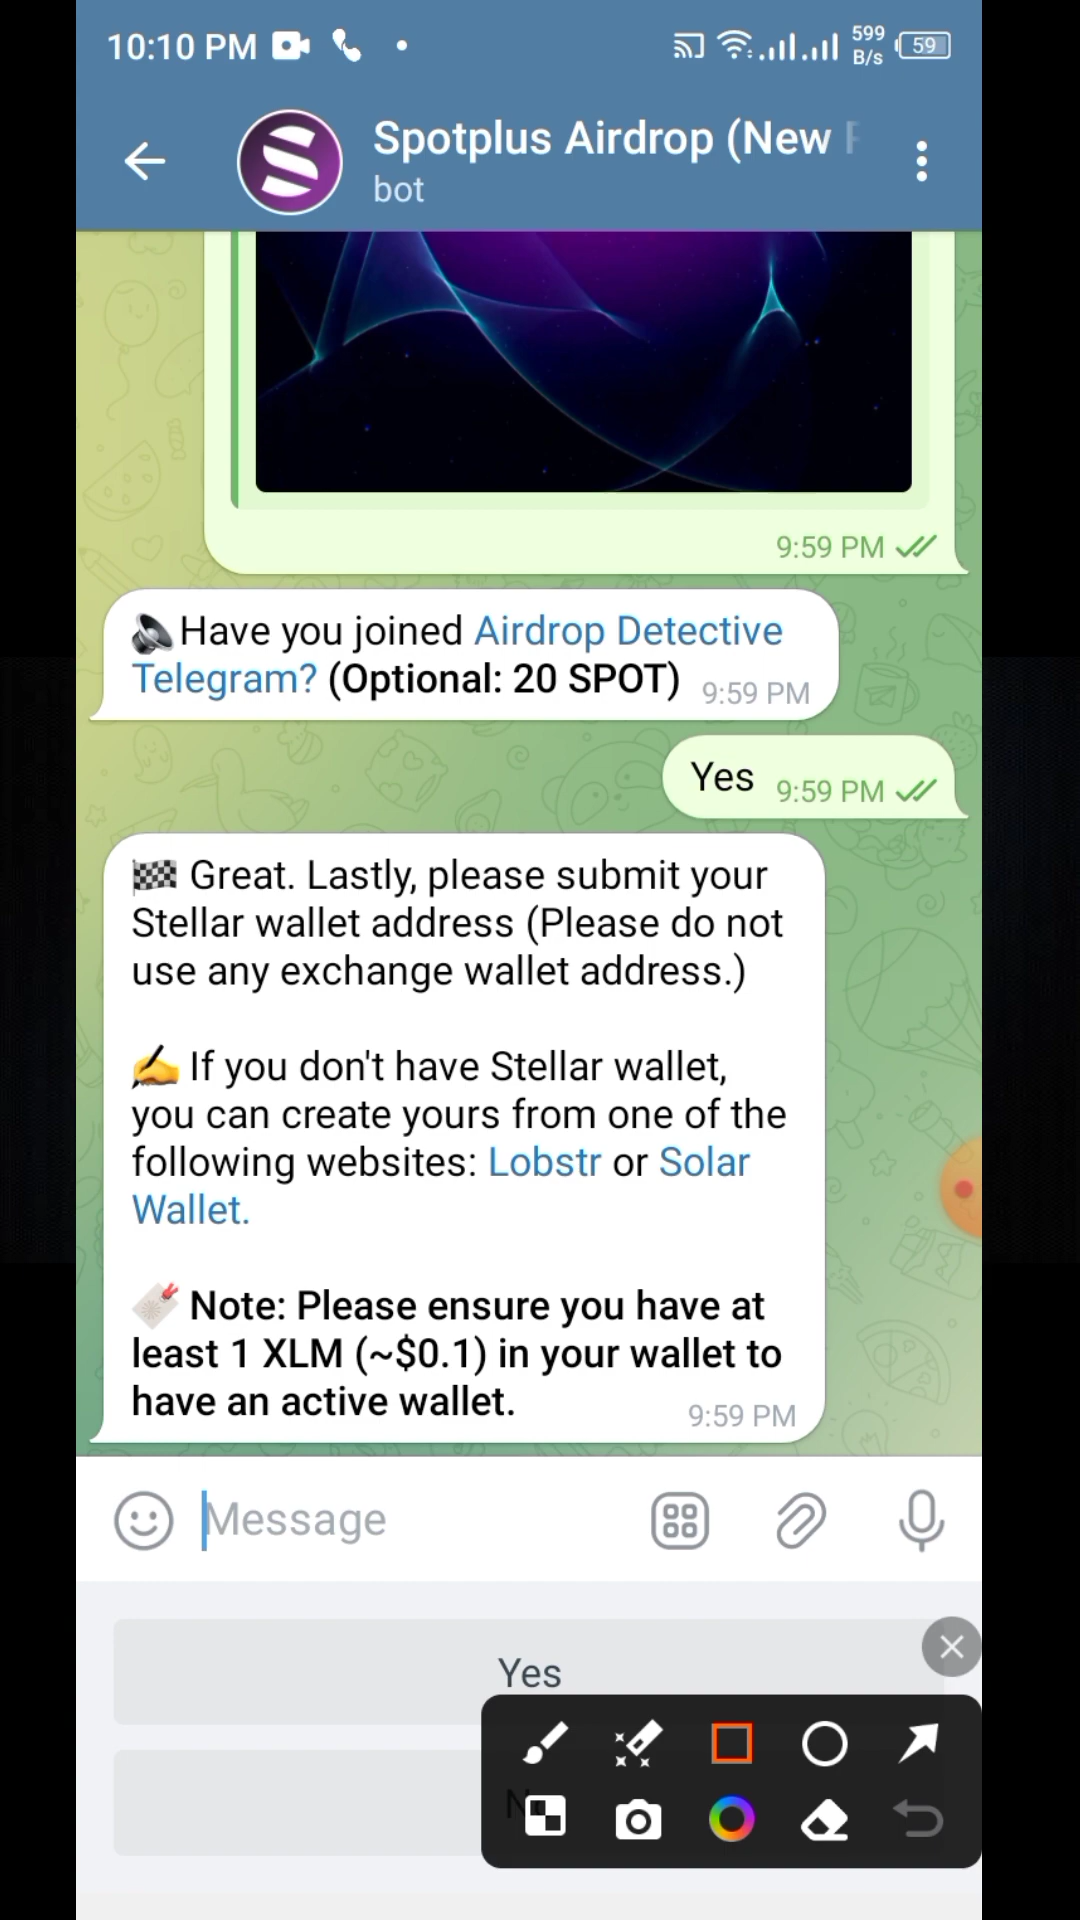 10:10 PM
599
B/s
59
Spotplus Airdrop (New
bot
9:59 PM
Have you joined Airdrop Detective
Telegram? (Optional: 20 SPOT) 9:59 PM
Yes 9:59 PM
Great. Lastly, please submit your
Stellar wallet address (Please do not
use any exchange wallet address.)
If you don't have Stellar wallet,
you can create yours from one of the
following websites: Lobstr or Solar
Wallet.
Note: Please ensure you have at
least 1 XLM (~$0.1) in your wallet to
have an active wallet.
9:59 PM
Message
Yes